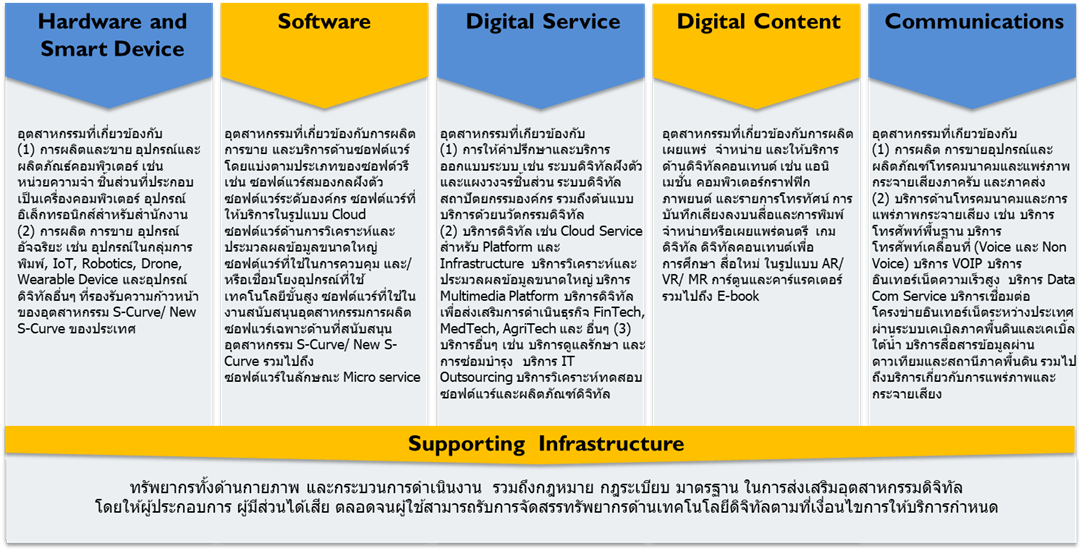 Hardware and
Smart Device
อุตสาหกรรมที่เกี่ยวข้องกับ
(1) การผลิตและขาย อุปกรณ์และ
ผลิตภัณธ์คอมพิวเตอร์ เช่น
หน่วยความจำ ชิ้นส่วนที่ประกอบ
เป็นเครื่องคอมพิวเตอร์ อุปกรณ์
อิเล็กทรอนิกส์สำหรับสำนักงาน
(2) การผลิต การขาย อุปกรณ์
อัจฉริยะ เช่น อุปกรณ์ในกลุ่มการ
พิมพ์, IoT, Robotics, Drone,
Wearable Device และอุปกรณ์
ดิจิทัลอื่นๆ ที่รองรับความก้าวหน้า
ของอุตสาหกรรม S-Curve/ New
S-Curve ของประเทศ
Software
อุตสาหกรรมที่เกี่ยวข้องกับการผลิต
การขาย และบริการด้านซอฟต์แวร์
โดยแบ่งตามประเภทของซอฟต์วรื
เช่น ซอฟต์แวร์สมองกลฝังตัว
ซอฟต์แวร์ระดับองค์กร ซอฟต์แวร์ที่
ให้บริการในรูปแบบ Cloud
ซอฟต์แวร์ด้านการวิเคราะห์และ
ประมวลผลข้อมูลขนาดใหญ่
ซอฟต์แวร์ที่ใช้ในการควบคุม และ/
หรือเชื่อมโยงอุปกรณ์ที่ใช้
เทคโนโลยีขั้นสูง ซอฟต์แวร์ที่ใช้ใน
งานสนับสนุนอุตสาหกรรมการผลิต
ซอฟแวร์เฉพาะด้านที่สนับสนุน
อุตสาหกรรม S-Curve/ New S-
Curve รวมไปถึง
ซอฟต์แวร์ในลักษณะ Micro service
Digital Service
อุตสาหกรรมที่เกี่ยวข้องกับ
(1) การให้คำปรึกษาและบริการ
ออกแบบระบบ เช่น ระบบดิจิทัลฝังตัว
และแผงวงจรชิ้นส่วน ระบบดิจิทัล
สถาปัตยกรรมองค์กร รวมถึงต้นแบบ
บริการด้วยนวัตกรรมดิจิทัล
(2) บริการดิจิทัล เช่น Cloud Service
สำหรับ Platform และ
Infrastructure บริการวิเคราะห์และ
ประมวลผลข้อมูลขนาดใหญ่ บริการ
Multimedia Platform บริการดิจิทัล
เพื่อส่งเสริมการดำเนินธุรกิจ FinTech,
MedTech, AgriTech และ อื่นๆ (3)
บริการอื่นๆ เช่น บริการดูแลรักษา และ
การซ่อมบำรุง บริการ IT
Outsourcing บริการวิเคราะห์ทดสอบ
ซอฟต์แวร์และผลิตภัณฑ์ดิจิทัล
Digital Content
อุตสาหกรรมที่เกี่ยวข้องกับการผลิต
เผยแพร่ จำหน่าย และให้บริการ
ด้านดิจิทัลคอนเทนต์ เช่น แอนิ
เมชั่น คอมพิวเตอร์กราฟฟิก
ภาพยนต์ และรายการโทรทัศน์ การ
บันทึกเสียงลงบนสื่อและการพิมพ์
จำหน่ายหรือเผยแพร่ดนตรี เกม
ดิจิทัล ดิจิทัลคอนเทนต์เพื่อ
การศึกษา สื่อใหม่ ในรูปแบบ AR/
VR/ MR การ์ตูนและคาร์แรคเตอร์
รวมไปถึง E-book
Communications
อุตสาหกรรมที่เกี่ยวข้องกับ
(1) การผลิต การขายอุปกรณ์และ
ผลิตภัณฑ์โทรคมนาคมและแพร่ภาพ
กระจายเสียงภาครับ และภาคส่ง
(2) บริการด้านโทรคมนาคมและการ
แพร่ภาพกระจายเสียง เช่น บริการ
โทรศัพท์พื้นฐาน บริการ
โทรศัพท์เคลื่อนที่ (Voice และ Non
Voice) บริการ VOIP บริการ
อินเทอร์เน็ตความเร็วสูง บริการ Data
Com Service บริการเชื่อมต่อ
โครงข่ายอินเทอร์เน็ตระหว่างประเทศ
ผ่านระบบเคเบิลภาคพื้นดินและเคเบิ้ล
ใต้น้ำ บริการสื่อสารข้อมูลผ่าน
ดาวเทียมและสถานีภาคพื้นดิน รวมไป
ถึงบริการเกี่ยวกับการแพร่ภาพและ
กระจายเสียง
Supporting Infrastructure
ทรัพยากรทั้งด้านกายภาพ และกระบวนการดำเนินงาน รวมถึงกฎหมาย กฎระเบียบ มาตรฐาน ในการส่งเสริมอุตสาหกรรมดิจิทัล
โดยให้ผู้ประกอบการ ผู้มีส่วนได้เสีย ตลอดจนผู้ใช้สามารถรับการจัดสรรทรัพยากรด้านเทคโนโลยีดิจิทัลตามที่เงื่อนไขการให้บริการกำหนด